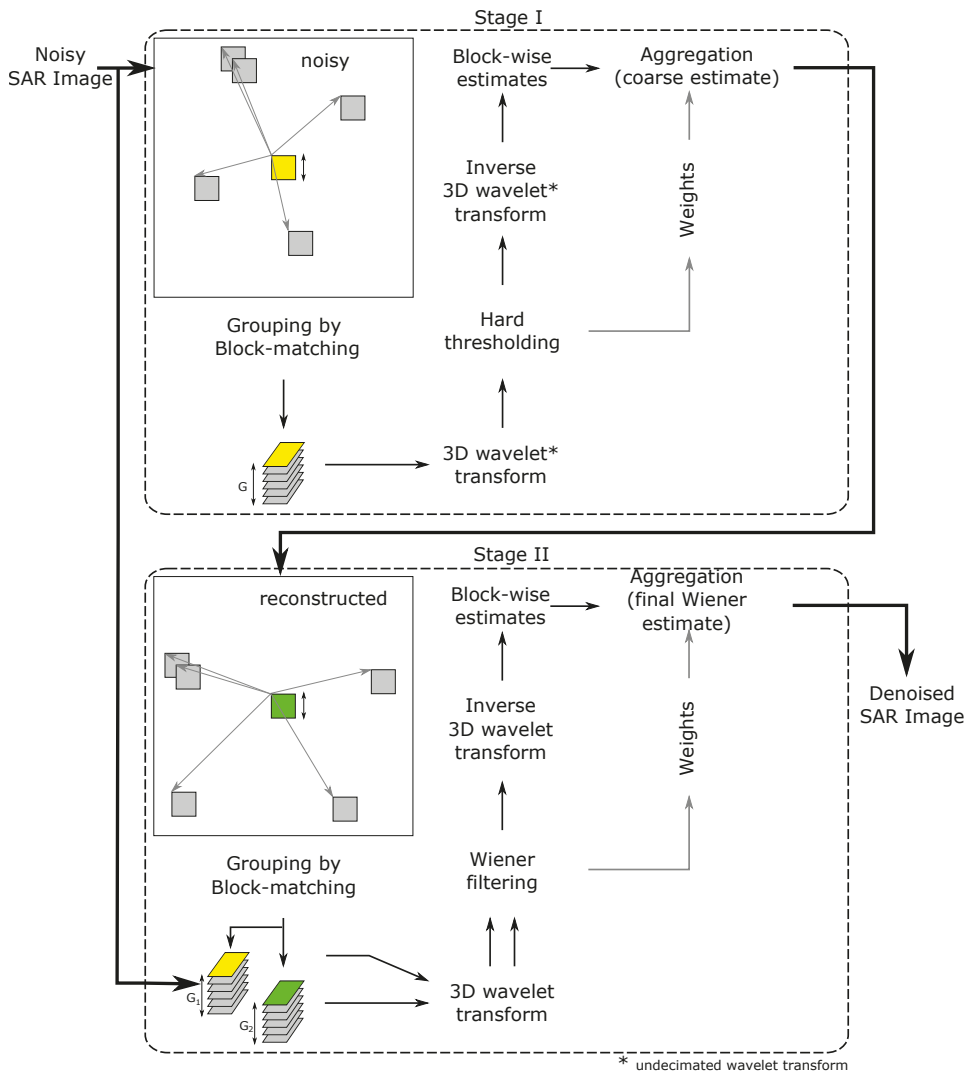 Stage I
Noisy
SAR Image
noisy
Block-wise
estimates
Aggregation
(coarse estimate)
Inverse
3D wavelet*
transform
Weights
Grouping by
Block-matching
Hard
thresholding
G
3D wavelet*
transform
Stage II
reconstructed
Block-wise
estimates
Aggregation
(final Wiener
estimate)
Denoised
SAR Image
Inverse
3D wavelet
transform
Weights
Grouping by
Block-matching
Wiener
filtering
G₁
G₂
3D wavelet
transform
* undecimated wavelet transform